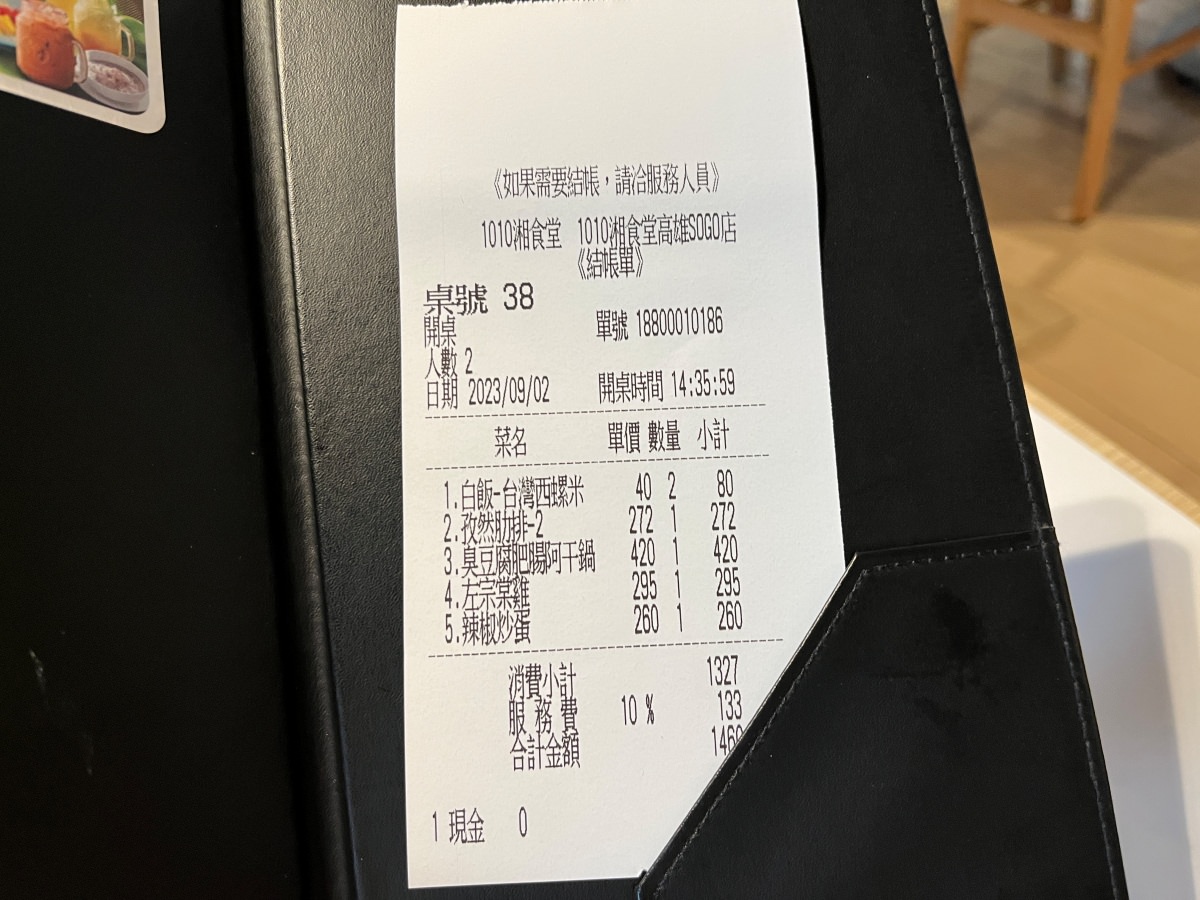 《如果需要結帳，請洽服務人員》
1010湘食堂 1010湘食堂高雄SOGO店
《結帳單》
桌號 38
開桌 單號 18800010186
人數 2
日期 2023/09/02 開桌時間 14:35:59
菜名 單價 數量 小計
1.白飯-台灣西螺米 40 2 80
2.孜然肋排-2 272 1 272
3.臭豆腐肥腸阿干鍋 420 1 420
4.左宗棠雞 295 1 295
5.辣椒炒蛋 260 1 260
消費小計 1327
服務費 10 % 133
合計金額 1460
1 現金 0